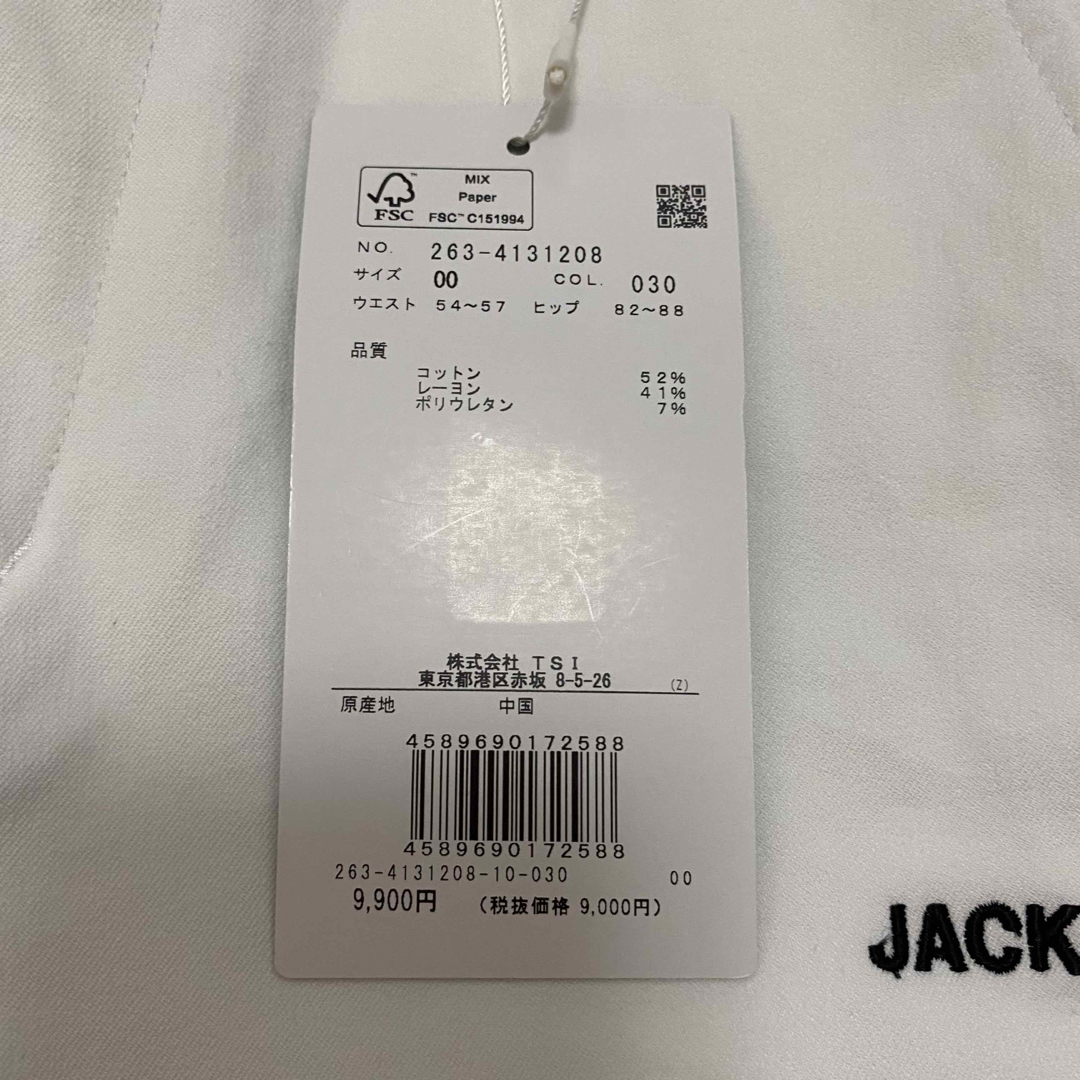 MIX
Paper
FSC™ C151994
FSC™
NO. 263-4131208
サイズ 00 COL. 030
ウエスト 54〜57 ヒップ 82〜88
品質
コットン 52%
レーヨン 41%
ポリウレタン 7%
株式会社 TSI
東京都港区赤坂 8-5-26 (Z)
原産地 中国
4589690172588
4589690172588
263-4131208-10-030 00
9,900円 (税抜価格 9,000円)
JACK